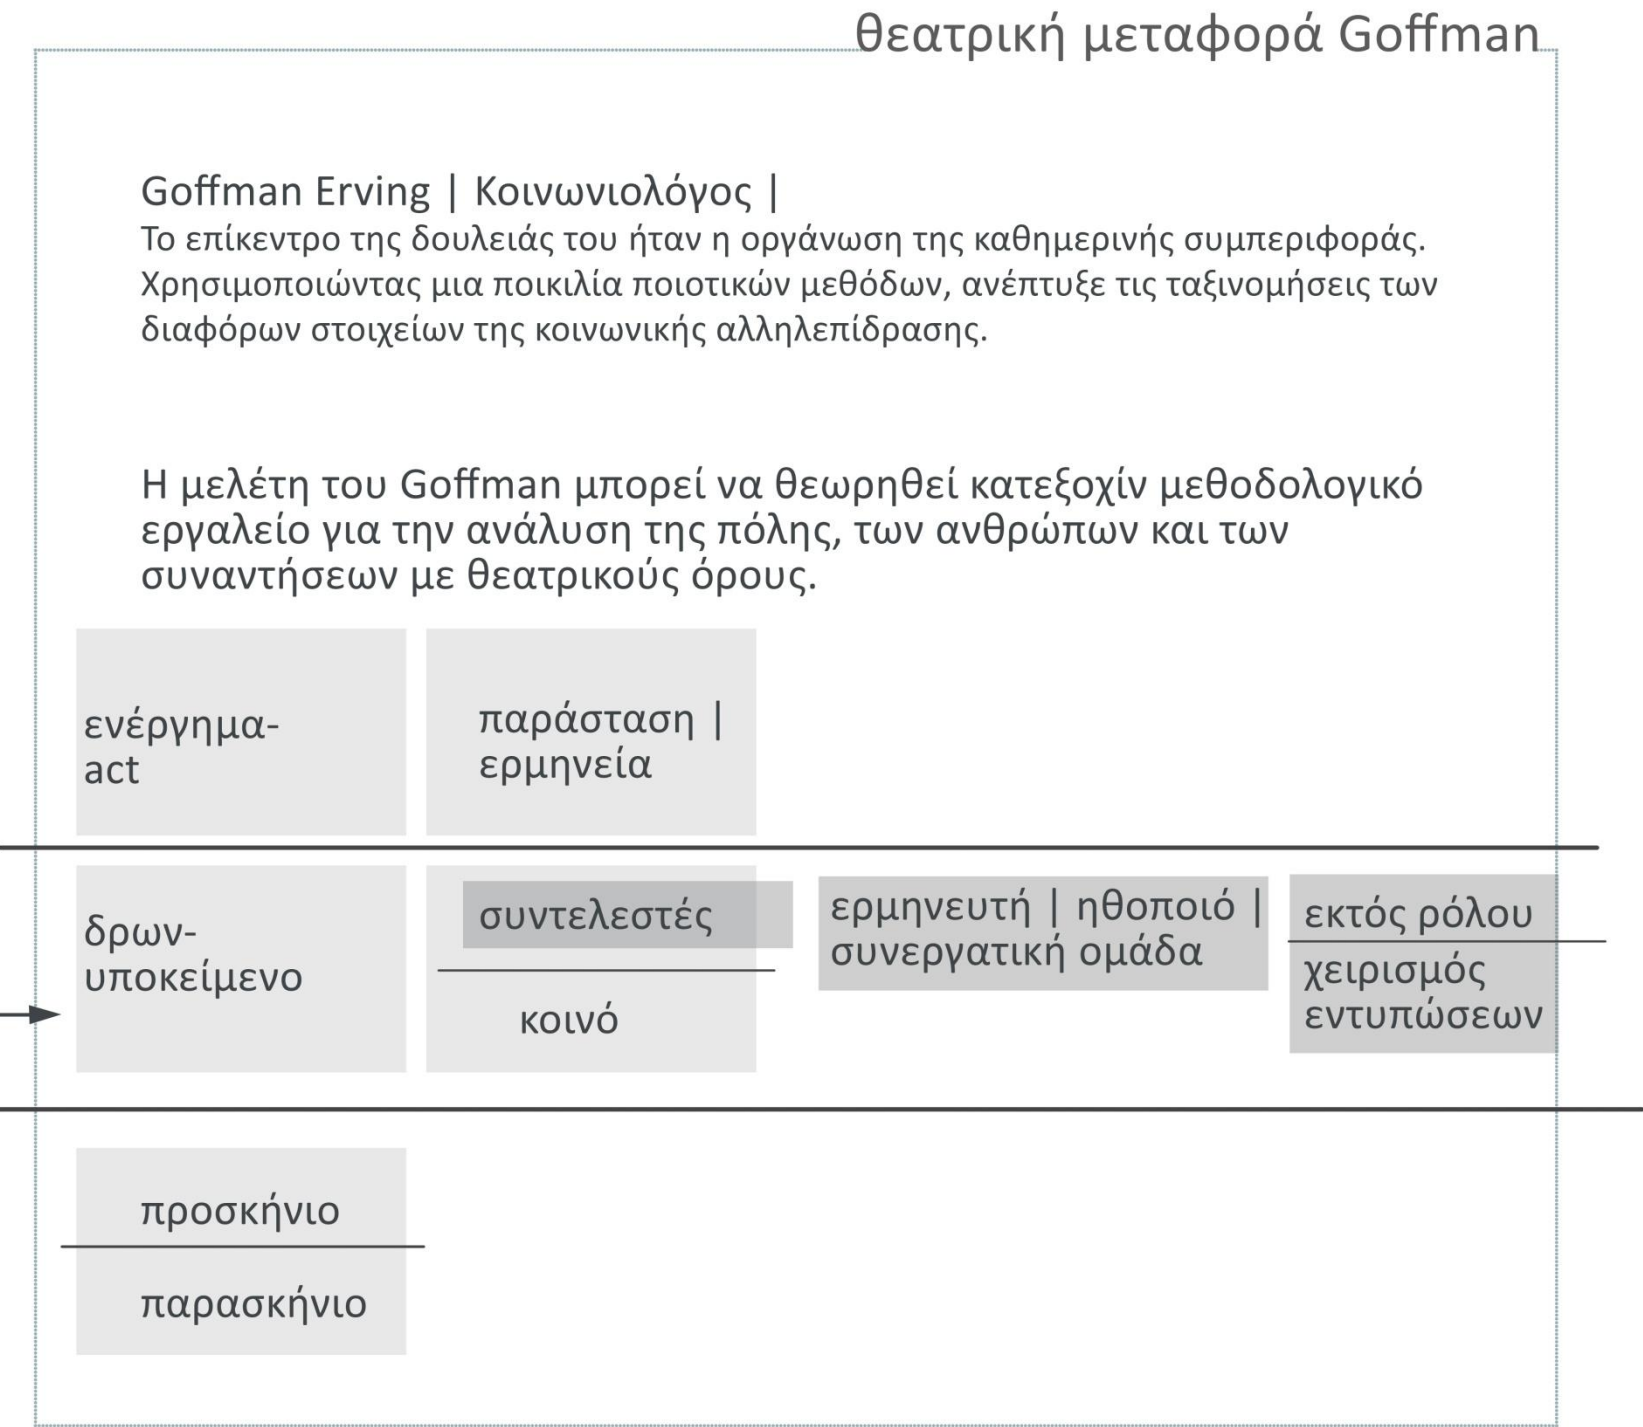 θεατρική μεταφορά Goffman
Goffman Erving | Κοινωνιολόγος |
Το επίκεντρο της δουλειάς του ήταν η οργάνωση της καθημερινής συμπεριφοράς.
Χρησιμοποιώντας μια ποικιλία ποιοτικών μεθόδων, ανέπτυξε τις ταξινομήσεις των
διαφόρων στοιχείων της κοινωνικής αλληλεπίδρασης.
Η μελέτη του Goffman μπορεί να θεωρηθεί κατεξοχίν μεθοδολογικό
εργαλείο για την ανάλυση της πόλης, των ανθρώπων και των
συναντήσεων με θεατρικούς όρους.
ενέργημα-
act
παράσταση |
ερμηνεία
δρων-
υποκείμενο
συντελεστές
κοινό
ερμηνευτή | ηθοποιό |
συνεργατική ομάδα
εκτός ρόλου
χειρισμός
εντυπώσεων
προσκήνιο
παρασκήνιο